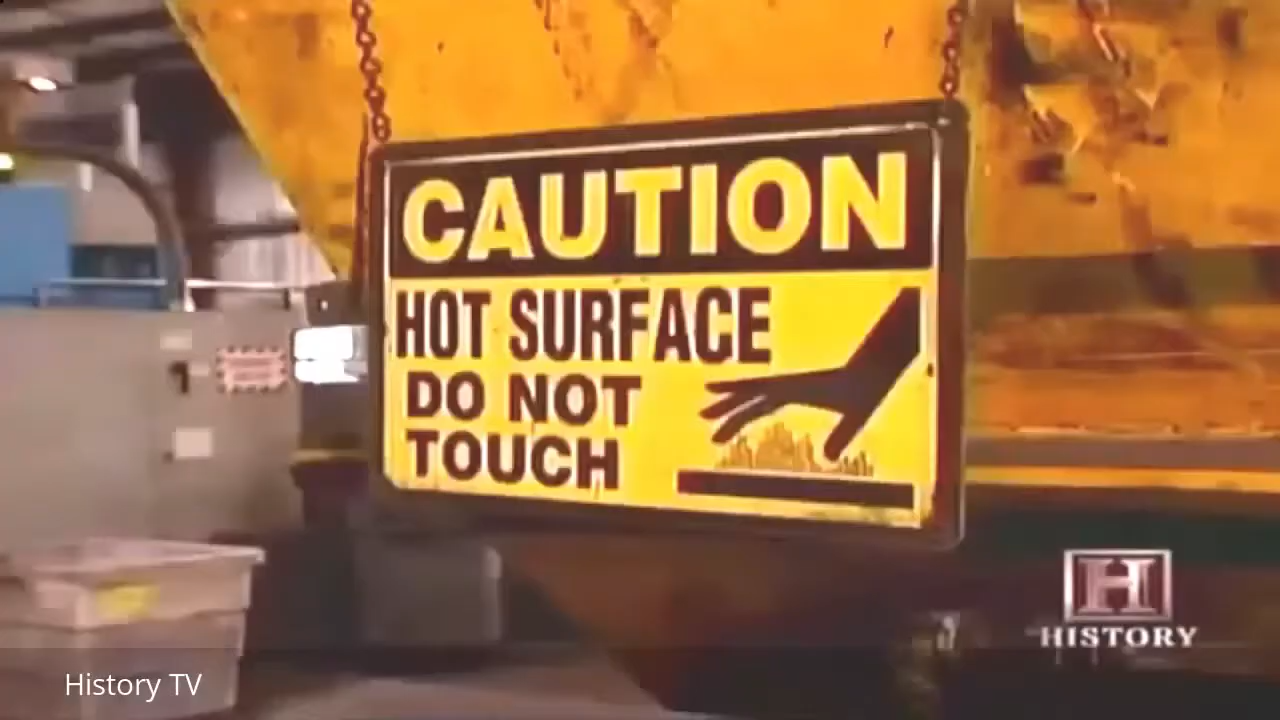 CAUTION
HOT SURFACE
DO NOT
TOUCH
H
HISTORY
History TV